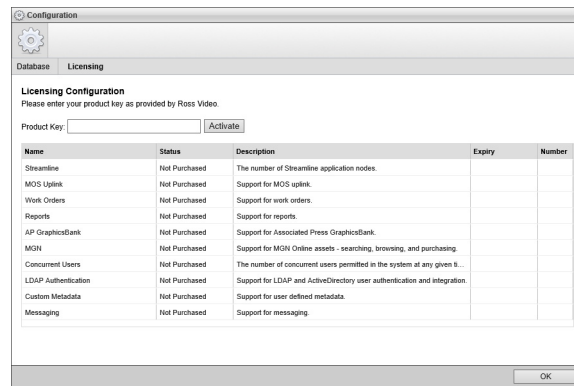 Configuration
Database Licensing
Licensing Configuration
Please enter your product key as provided by Ross Video.
Product Key: Activate
Name Status Description Expiry Number
Streamline Not Purchased The number of Streamline application nodes.
MOS Uplink Not Purchased Support for MOS uplink.
Work Orders Not Purchased Support for work orders.
Reports Not Purchased Support for reports.
AP GraphicsBank Not Purchased Support for Associated Press GraphicsBank.
MGN Not Purchased Support for MGN Online assets - searching, browsing, and purchasing.
Concurrent Users Not Purchased The number of concurrent users permitted in the system at any given ti...
LDAP Authentication Not Purchased Support for LDAP and ActiveDirectory user authentication and integration.
Custom Metadata Not Purchased Support for user defined metadata.
Messaging Not Purchased Support for messaging.
OK